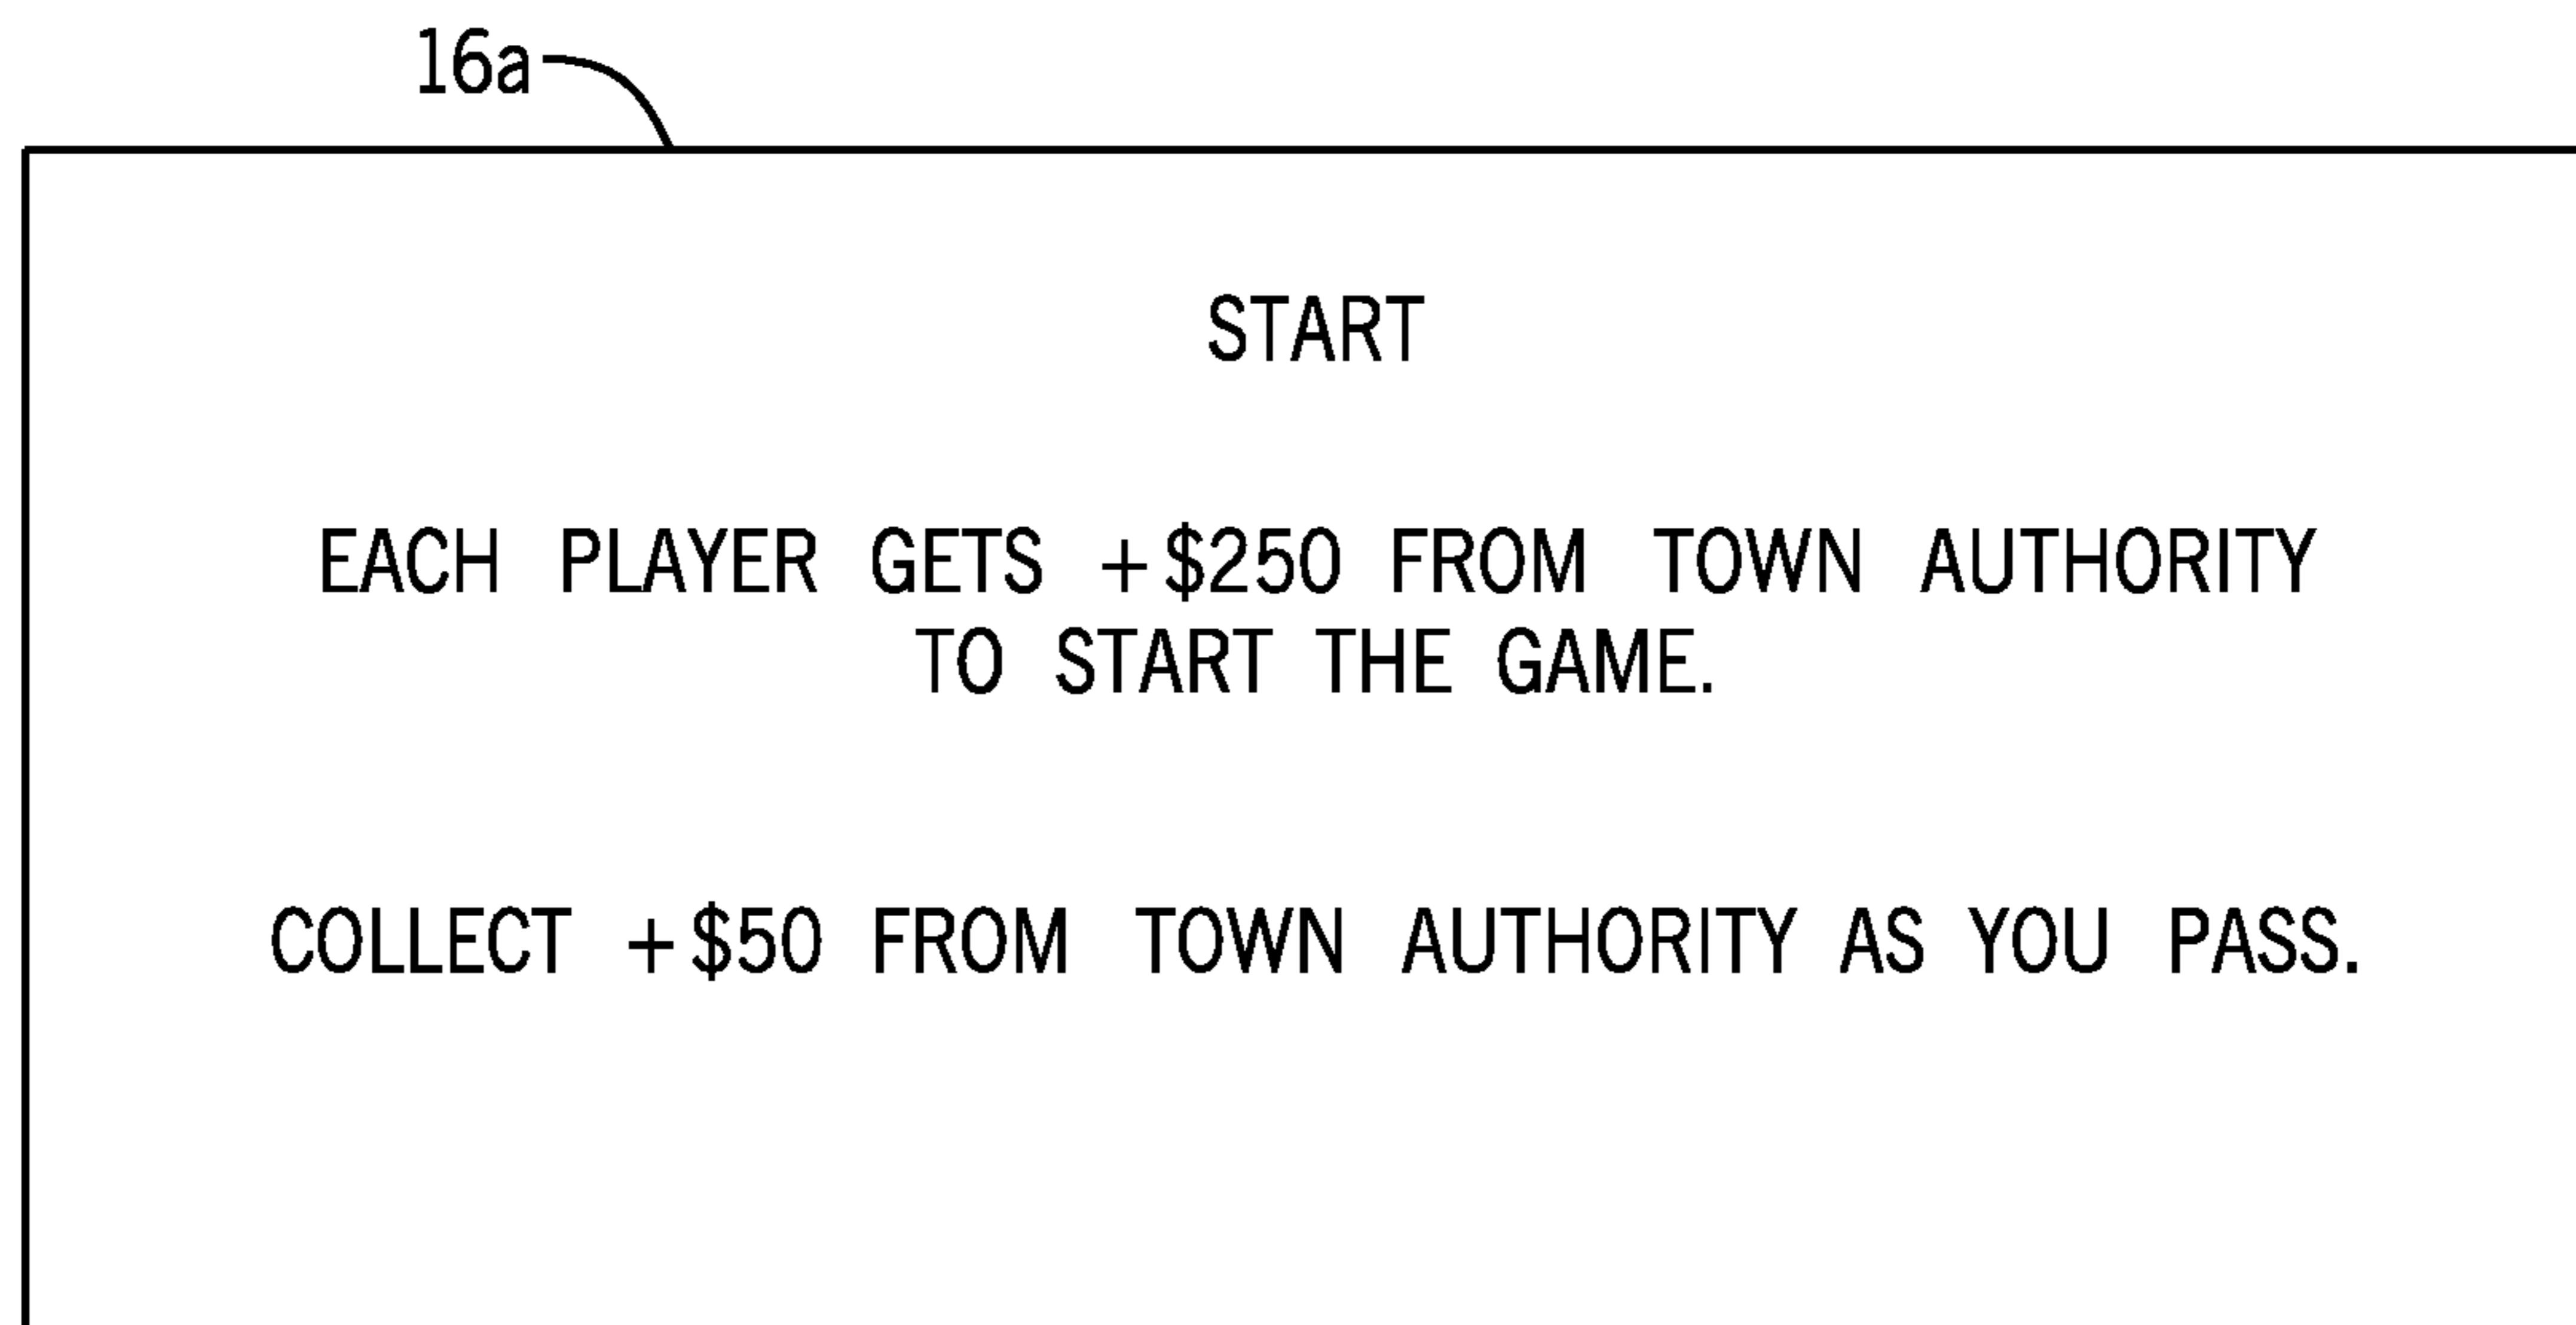 16a
START
EACH PLAYER GETS +$250 FROM TOWN AUTHORITY
TO START THE GAME.
COLLECT +$50 FROM TOWN AUTHORITY AS YOU PASS.